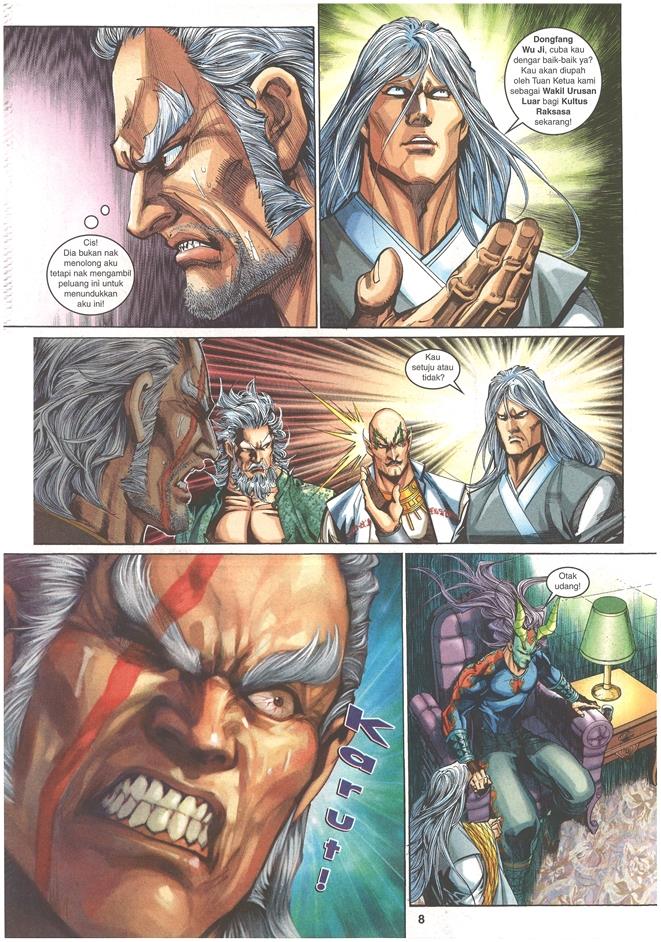 Cis!
Dia bukan nak
menolong aku
tetapi nak mengambil
peluang ini untuk
menundukkan
aku ini!
Dongfang
Wu Ji, cuba kau
dengar baik-baik ya?
Kau akan diupah
oleh Tuan Ketua kami
sebagai Wakil Urusan
Luar bagi Kultus
Raksasa
sekarang!
Kau
setuju atau
tidak?
Karut!
Otak
udang!
8